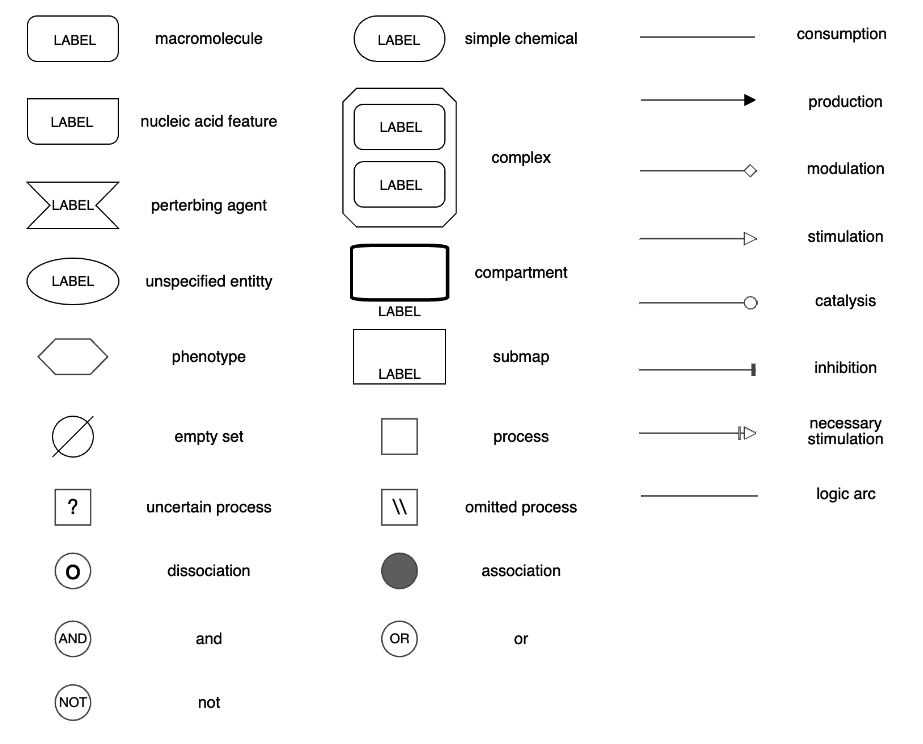 LABEL macromolecule
LABEL simple chemical
consumption
LABEL nucleic acid feature
LABEL
LABEL
complex
production
modulation
LABEL perterbing agent
stimulation
LABEL unspecified entitty
compartment
LABEL
catalysis
phenotype
LABEL
submap
inhibition
empty set
process
necessary
stimulation
? uncertain process
\\ omitted process
logic arc
O dissociation
association
AND and
OR or
NOT not